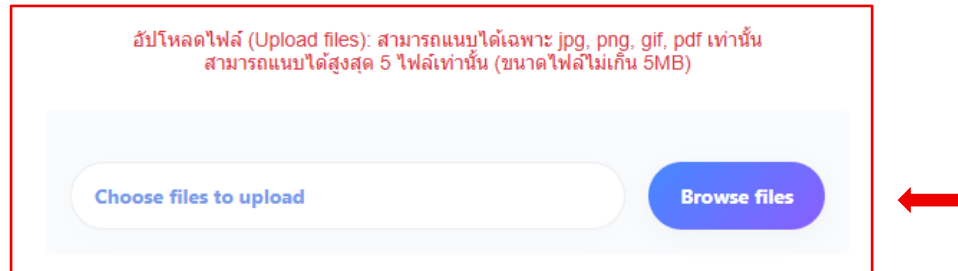 อัปโหลดไฟล์ (Upload files): สามารถแนบได้เฉพาะ jpg, png, gif, pdf เท่านั้น
สามารถแนบได้สูงสุด 5 ไฟล์เท่านั้น (ขนาดไฟล์ไม่เกิน 5MB)
Choose files to upload
Browse files